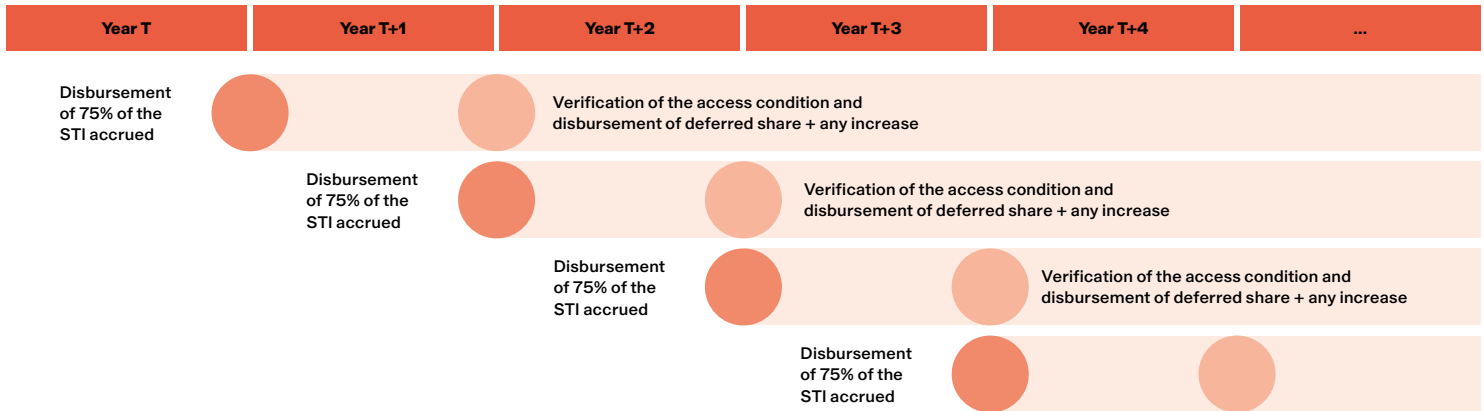 Year T
Year T+1
Year T+2
Year T+3
Year T+4
...
Disbursement
of 75% of the
STI accrued
Verification of the access condition and
disbursement of deferred share + any increase
Disbursement
of 75% of the
STI accrued
Verification of the access condition and
disbursement of deferred share + any increase
Disbursement
of 75% of the
STI accrued
Verification of the access condition and
disbursement of deferred share + any increase
Disbursement
of 75% of the
STI accrued